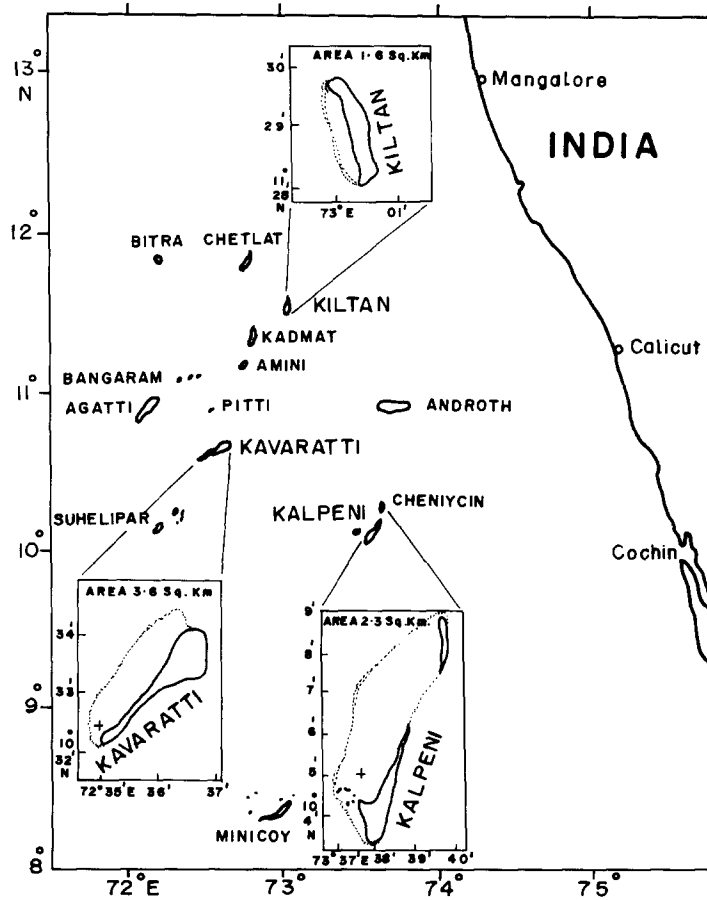 13°
N
12°
11°
10°
9°
8°
72°E
73°
74°
75°
AREA 1·6 Sq.Km
30'
29'
11°
28'
N
73°E
01'
KILTAN
Mangalore
INDIA
BITRA
CHETLAT
KILTAN
KADMAT
AMINI
BANGARAM
AGATTI
PITTI
ANDROTH
Calicut
KAVARATTI
SUHELIPAR
KALPENI
CHENIYCIN
Cochin
AREA 3·6 Sq. Km
34'
33'
10°
32'
N
72°35'E
36'
37'
KAVARATTI
AREA 2·3 Sq.Km.
9'
8'
7'
6'
5'
10°
4'
N
73°37'E
38'
39'
40'
KALPENI
MINICOY